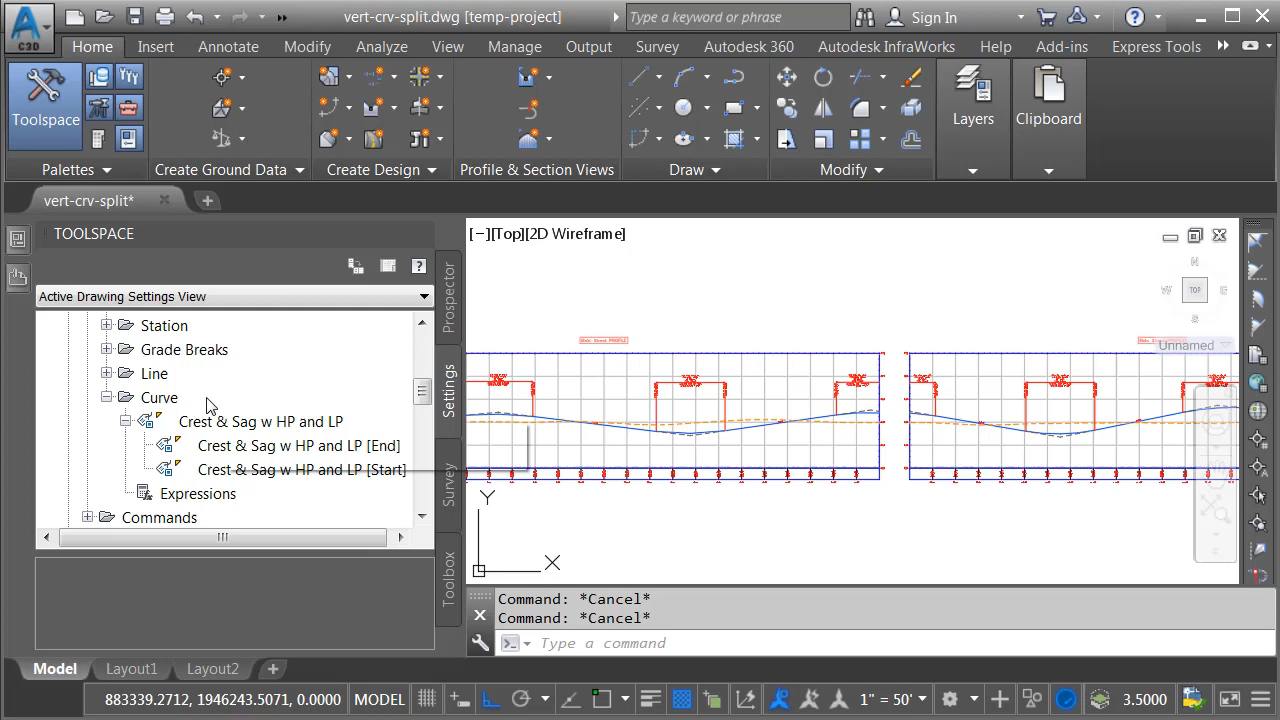 C3D
vert-crv-split.dwg [temp-project]
Type a keyword or phrase
Sign In
Home Insert Annotate Modify Analyze View Manage Output Survey Autodesk 360 Autodesk InfraWorks Help Add-ins Express Tools
Toolspace
Layers
Clipboard
Palettes
Create Ground Data
Create Design
Profile & Section Views
Draw
Modify
vert-crv-split*
TOOLSPACE
Active Drawing Settings View
Station
Grade Breaks
Line
Curve
Crest & Sag w HP and LP
Crest & Sag w HP and LP [End]
Crest & Sag w HP and LP [Start]
Expressions
Commands
Prospector
Settings
Survey
Toolbox
[−][Top][2D Wireframe]
N
W TOP E
S
Unnamed
Y
X
Command: *Cancel*
Command: *Cancel*
Type a command
Model Layout1 Layout2
883339.2712, 1946243.5071, 0.0000 MODEL 1" = 50' 3.5000